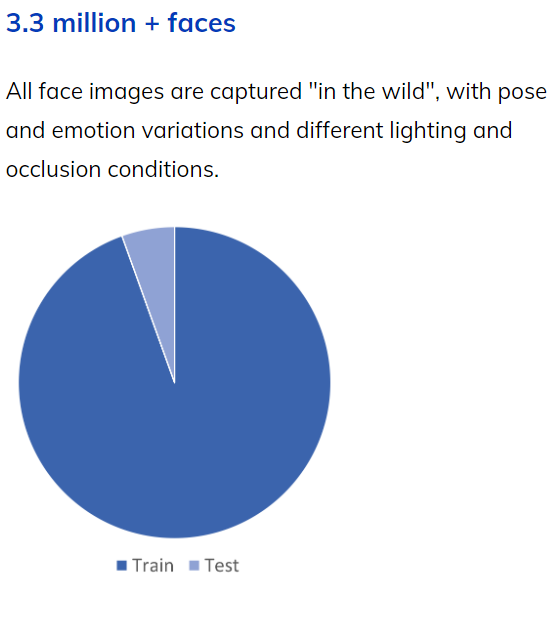 3.3 million + faces
All face images are captured "in the wild", with pose
and emotion variations and different lighting and
occlusion conditions.
Train Test